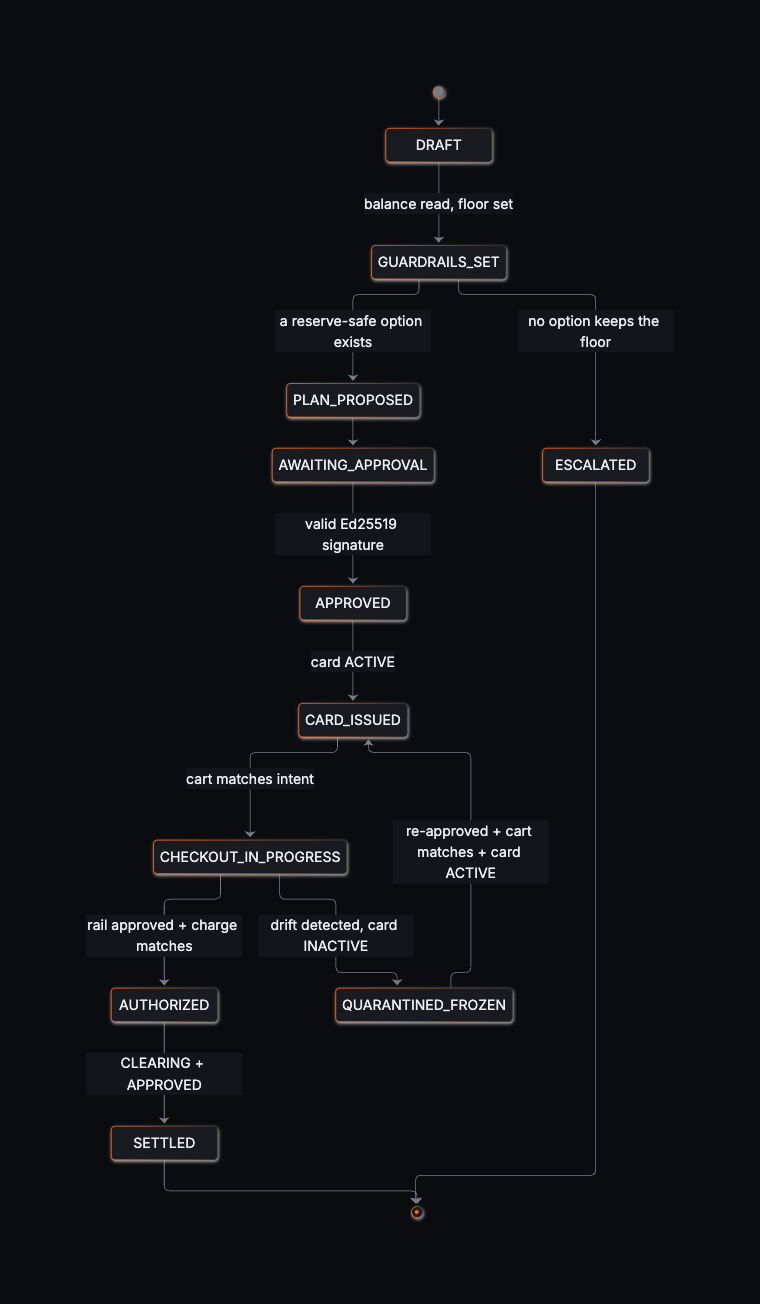 DRAFT
balance read, floor set
GUARDRAILS_SET
a reserve-safe option
exists
no option keeps the
floor
PLAN_PROPOSED
AWAITING_APPROVAL
ESCALATED
valid Ed25519
signature
APPROVED
card ACTIVE
CARD_ISSUED
cart matches intent
re-approved + cart
matches + card
ACTIVE
CHECKOUT_IN_PROGRESS
rail approved + charge
matches
drift detected, card
INACTIVE
AUTHORIZED
QUARANTINED_FROZEN
CLEARING +
APPROVED
SETTLED